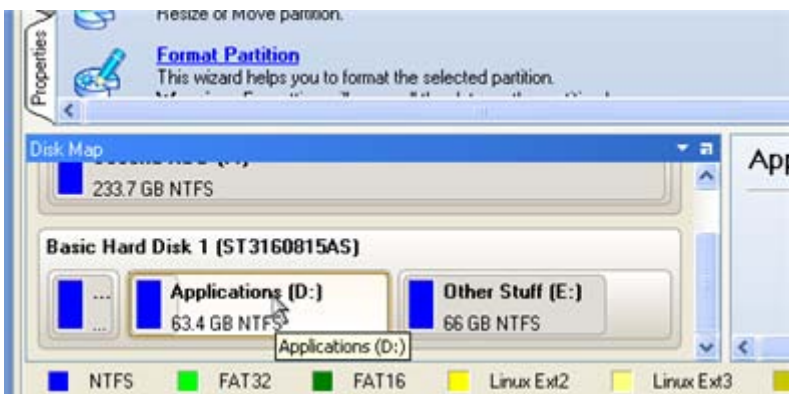 Resize or Move partition.
Properties
Format Partition
This wizard helps you to format the selected partition.
Disk Map
233.7 GB NTFS
App
Basic Hard Disk 1 (ST3160815AS)
...
...
Applications (D:)
63.4 GB NTFS
Other Stuff (E:)
66 GB NTFS
Applications (D:)
NTFS
FAT32
FAT16
Linux Ext2
Linux Ext3